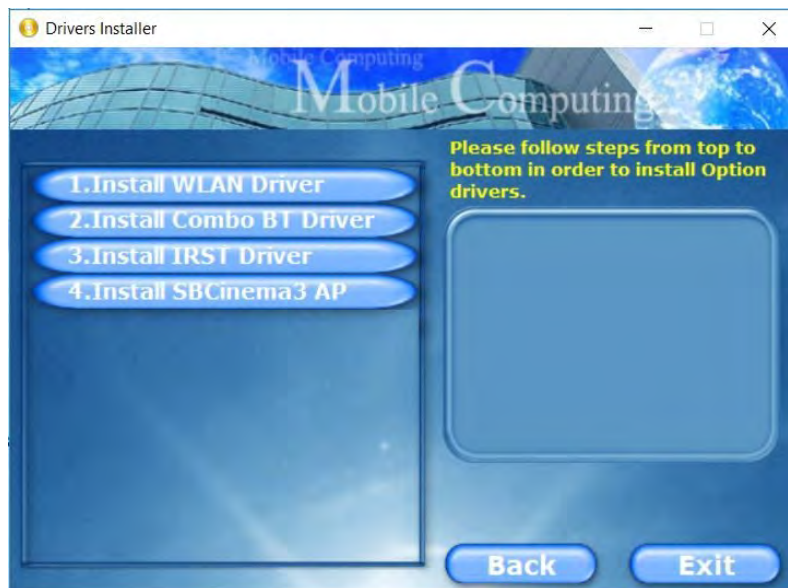 Drivers Installer
Mobile Computing
Mobile Computing
Please follow steps from top to
bottom in order to install Option
drivers.
1.Install WLAN Driver
2.Install Combo BT Driver
3.Install IRST Driver
4.Install SBCinema3 AP
Back
Exit